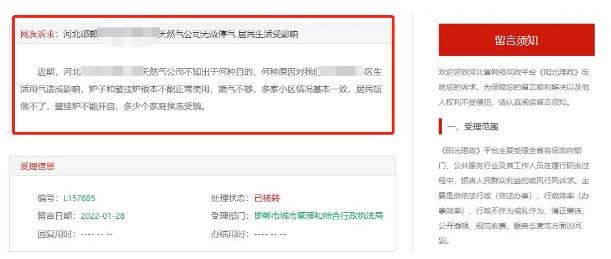 网友诉求：河北邯郸 天然气公司无故停气 居民生活受影响
近期，河北 天然气公司不知出于何种目的，何种原因对我们 区生
活用气造成影响，炉子和壁挂炉根本不能正常使用，燃气不够，多家小区情况基本一致，居民饭
做不了，壁挂炉不能开启，多少个家庭挨冻受饿。
受理信息
编号：L157885 处理状态：已核转
留言日期：2022-01-28 受理部门：邯郸市城市管理和综合行政执法局
回复用时：---- -- -- 办结用时：---- -- --
留言须知
欢迎您到河北省网络问政平台《阳光理政》反
映您的诉求。为保障您的留言顺利解决以及他
人权利不受侵犯，请认真阅读留言须知。
一、受理范围
《阳光理政》平台主要受理全省各级政府部
门、公共服务行业及其工作人员在履行职责过
程中，损害人民群众利益的政风行风诉求。主
要是指依法行政（依法办事）、行政效率（办
事效率）、行政不作为或乱作为、清正廉洁、
公开透明、规范收费、服务态度等方面的问
题。